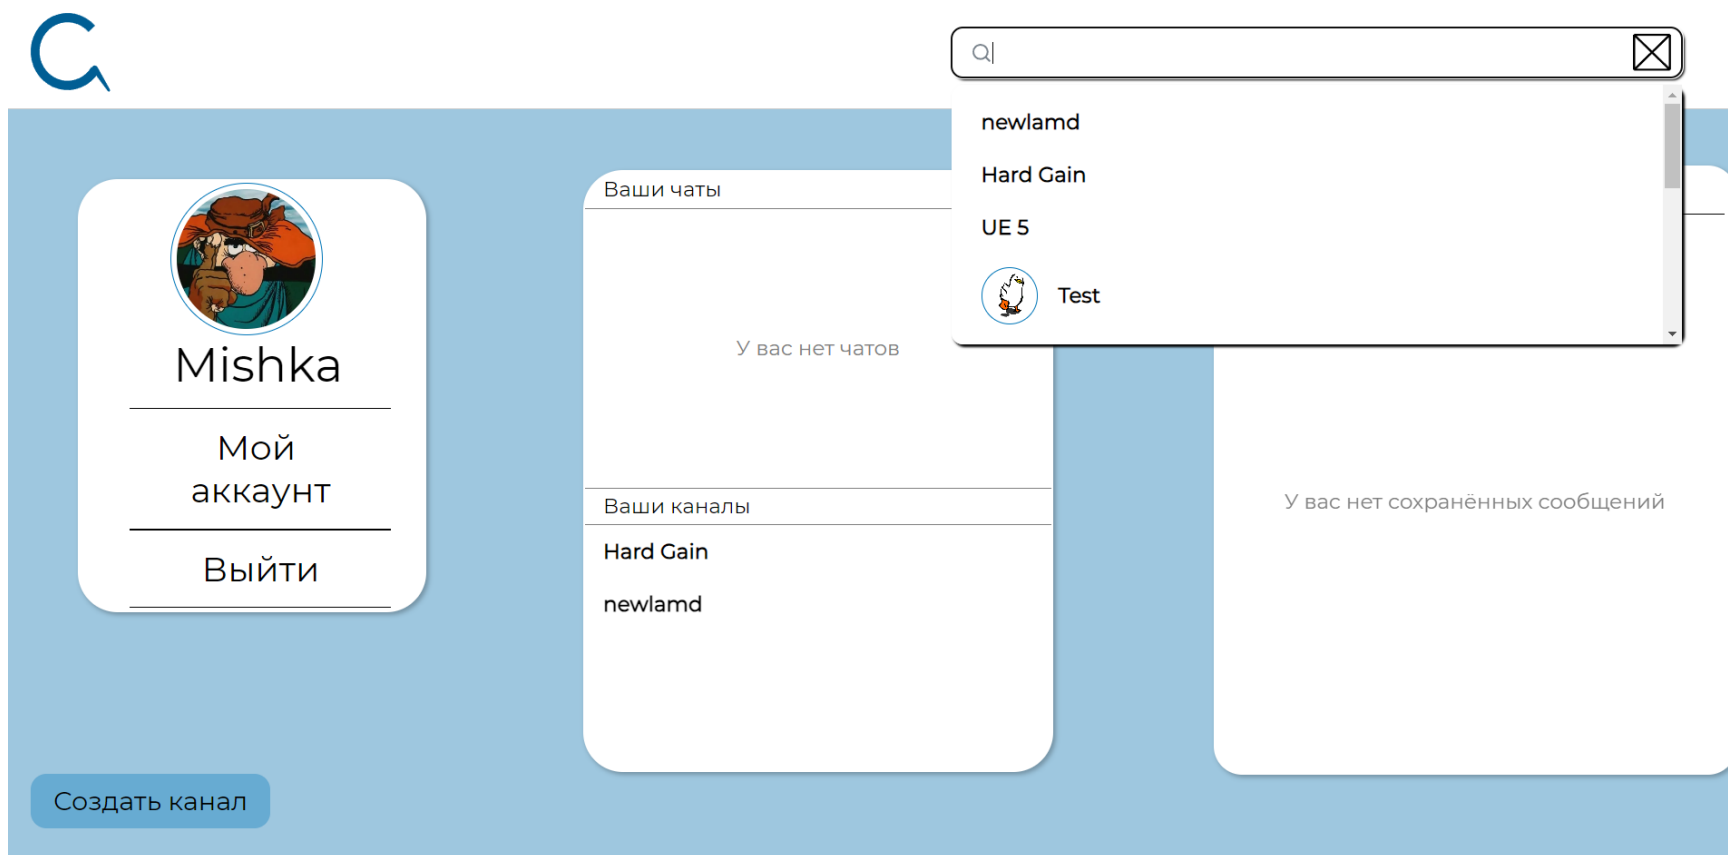 newlamd
Hard Gain
UE 5
Test
Mishka
Мой
аккаунт
Выйти
Создать канал
Ваши чаты
У вас нет чатов
Ваши каналы
Hard Gain
newlamd
У вас нет сохранённых сообщений